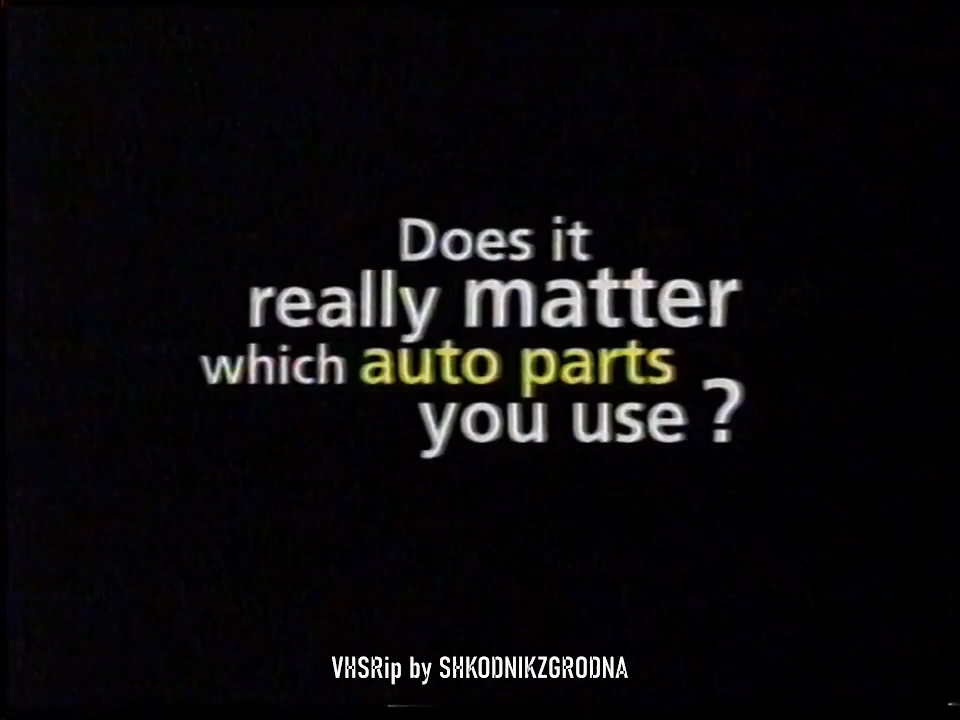 Does it
really matter
which auto parts
you use ?
VHSRip by SHKODNIKZGRODNA